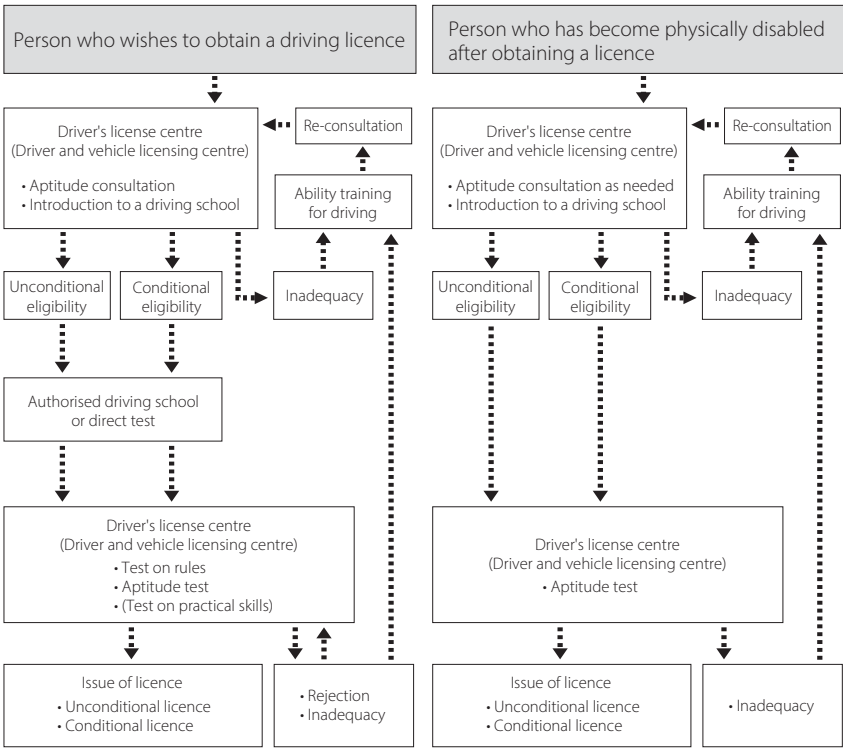 Person who wishes to obtain a driving licence
Driver's license centre
(Driver and vehicle licensing centre)
• Aptitude consultation
• Introduction to a driving school
Re-consultation
Ability training
for driving
Unconditional
eligibility
Conditional
eligibility
Inadequacy
Authorised driving school
or direct test
Driver's license centre
(Driver and vehicle licensing centre)
• Test on rules
• Aptitude test
• (Test on practical skills)
Issue of licence
• Unconditional licence
• Conditional licence
• Rejection
• Inadequacy
Person who has become physically disabled
after obtaining a licence
Driver's license centre
(Driver and vehicle licensing centre)
• Aptitude consultation as needed
• Introduction to a driving school
Re-consultation
Ability training
for driving
Unconditional
eligibility
Conditional
eligibility
Inadequacy
Driver's license centre
(Driver and vehicle licensing centre)
• Aptitude test
Issue of licence
• Unconditional licence
• Conditional licence
• Inadequacy